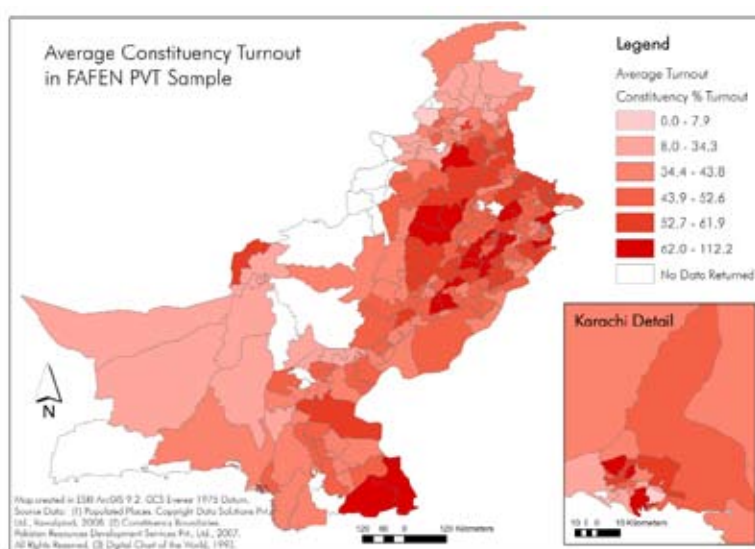 Average Constituency Turnout
in FAFEN PVT Sample
Legend
Average Turnout
Constituency % Turnout
0.0 - 7.9
8.0 - 34.3
34.4 - 43.8
43.9 - 52.6
52.7 - 61.9
62.0 - 112.2
No Data Returned
Karachi Detail
N
Map created in ESRI ArcGIS 9.2. GCS Everest 1975 Datum.
Source Data: (1) Populated Places. Copyright Data Solutions Pvt.
Ltd., 2008. (2) Constituency Boundaries.
Pakistan Resources Development Services Pvt. Ltd., 2007.
All Rights Reserved. (3) Digital Chart of the World, 1992.
120 60 0 120 Kilometers
10 0 10 Kilometers